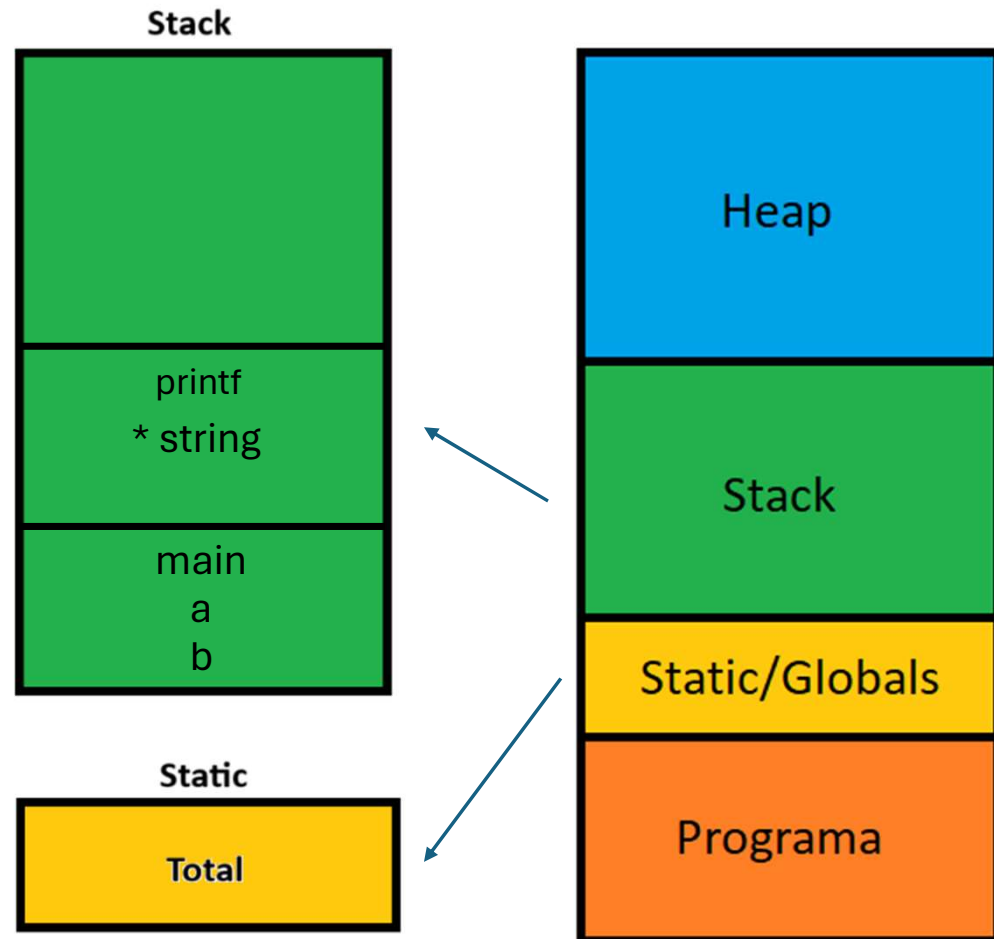 Stack
printf
* string
main
a
b
Static
Total
Heap
Stack
Static/Globals
Programa